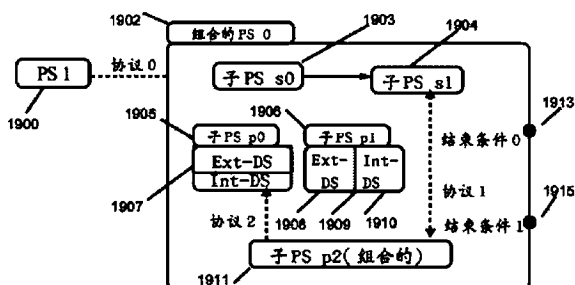 1902
组合的PS 0
1903
1904
PS 1
协议0
子PS s0
子PS s1
1900
1905
1906
1913
子PS p0
子PS p1
结束条件0
Ext-DS
Int-DS
Ext-
DS
Int-
DS
1907
协议1
1915
协议2
1908
1909
1910
结束条件1
子PS p2(组合的)
1911